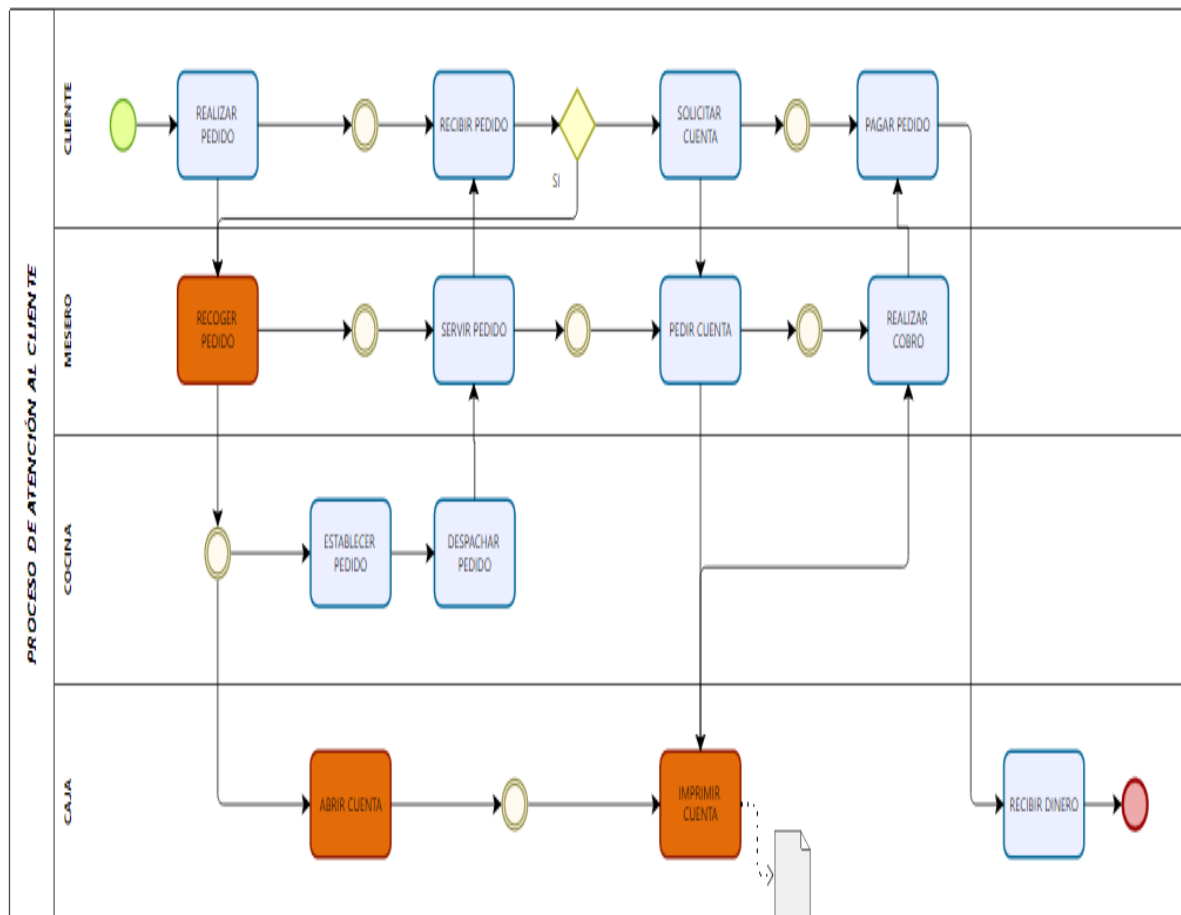 PROCESO DE ATENCIÓN AL CLIENTE
CLIENTE
REALIZAR
PEDIDO
RECIBIR PEDIDO
SI
SOLICITAR
CUENTA
PAGAR PEDIDO
MESERO
RECOGER
PEDIDO
SERVIR PEDIDO
PEDIR CUENTA
REALIZAR
COBRO
COCINA
ESTABLECER
PEDIDO
DESPACHAR
PEDIDO
CAJA
ABRIR CUENTA
IMPRIMIR
CUENTA
RECIBIR DINERO